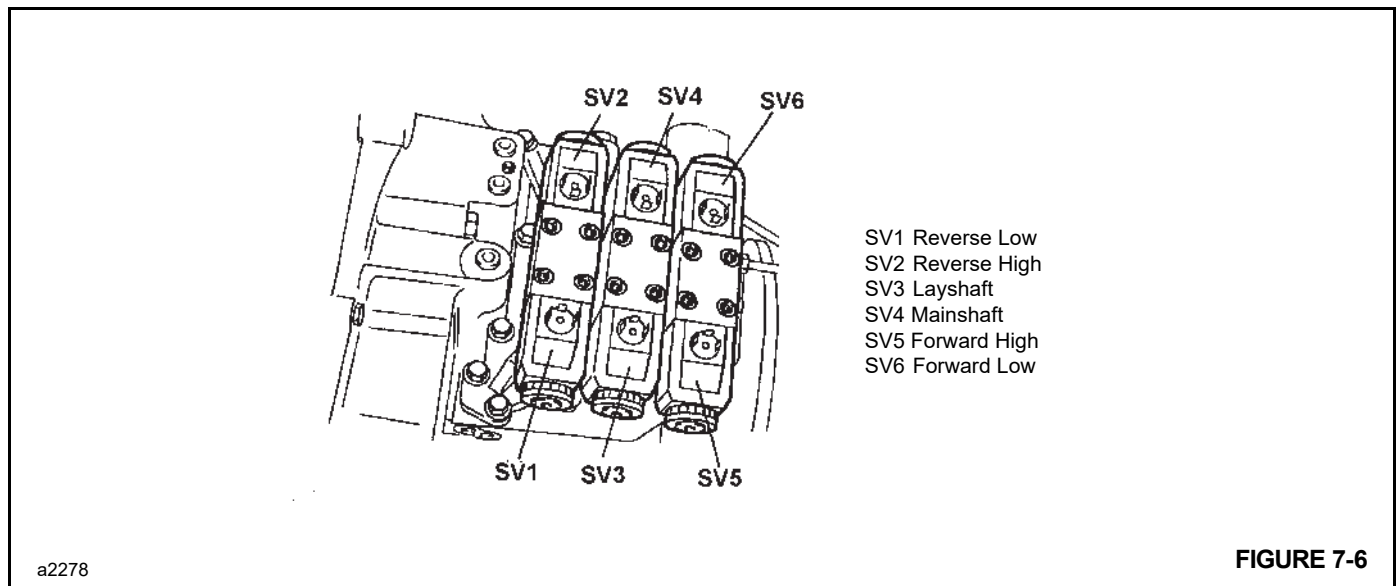 SV2 SV4 SV6
SV1 Reverse Low
SV2 Reverse High
SV3 Layshaft
SV4 Mainshaft
SV5 Forward High
SV6 Forward Low
SV1 SV3 SV5
a2278
FIGURE 7-6